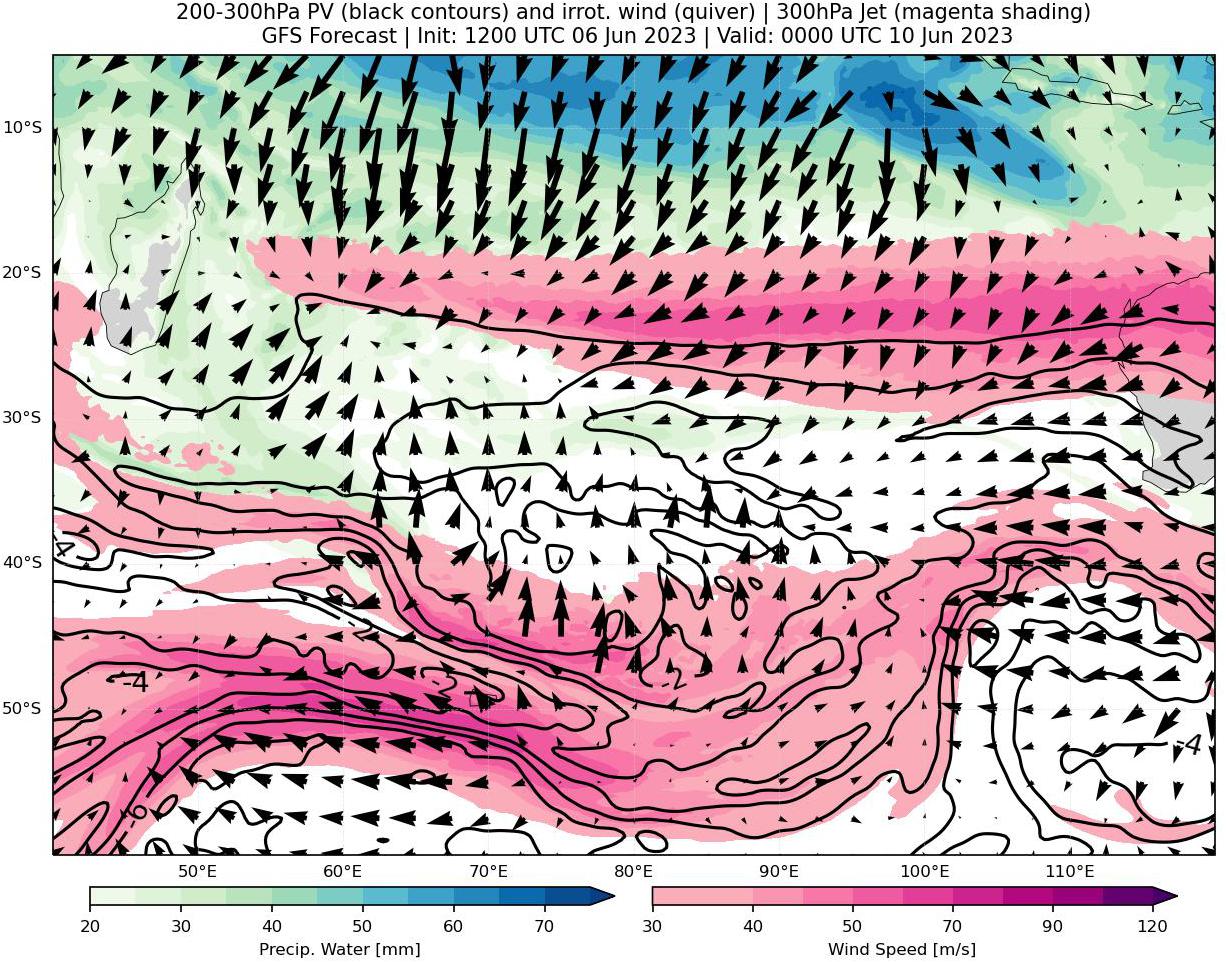 200-300hPa PV (black contours) and irrot. wind (quiver) | 300hPa Jet (magenta shading)
GFS Forecast | Init: 1200 UTC 06 Jun 2023 | Valid: 0000 UTC 10 Jun 2023
10°S
20°S
30°S
40°S
50°S
-4
-4
-2
-2
-4
-6
50°E 60°E 70°E 80°E 90°E 100°E 110°E
20 30 40 50 60 70
Precip. Water [mm]
30 40 50 70 90 120
Wind Speed [m/s]